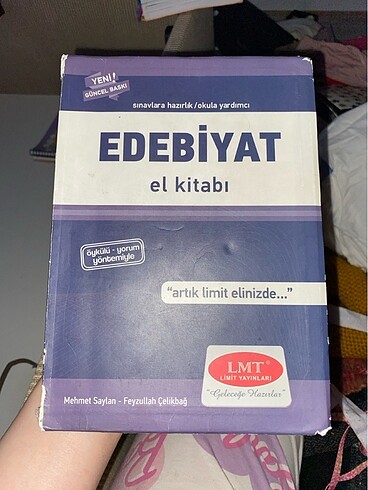 YENİ!
GÜNCEL BASKI
sınavlara hazırlık/okula yardımcı
EDEBİYAT
el kitabı
öykülü - yorum
yöntemiyle
"artık limit elinizde..."
LMT®
LİMİT YAYINLARI
"Geleceğe Hazırlar"
Mehmet Saylan - Feyzullah Çelikbağ